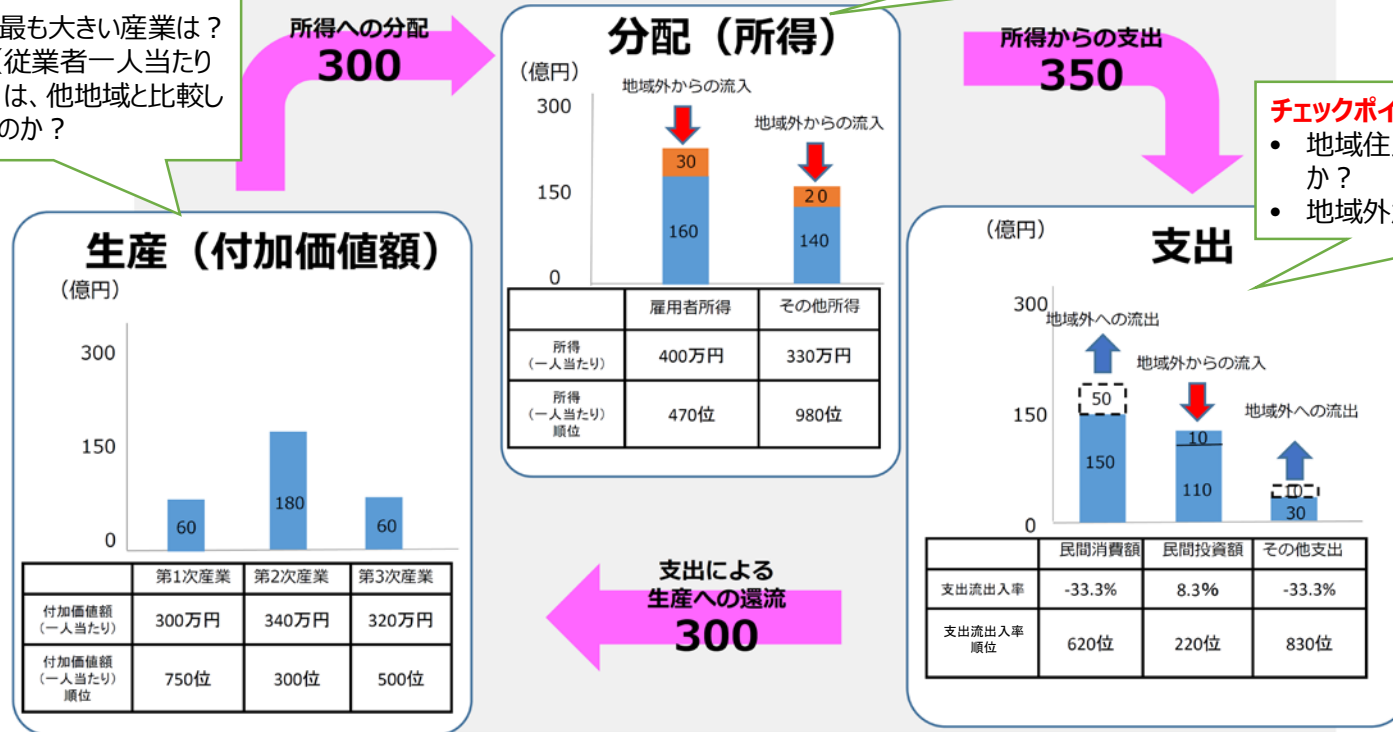 最も大きい産業は？
（従業者一人当たり
は、他地域と比較し
のか？
所得への分配
300
分配（所得）
（億円）
地域外からの流入
地域外からの流入
300
150
0
30
160
20
140
雇用者所得 その他所得
所得
（一人当たり） 400万円 330万円
所得
（一人当たり）
順位 470位 980位
所得からの支出
350
チェックポイ
• 地域住
か？
• 地域外
生産（付加価値額）
（億円）
300
150
0
60 180 60
第1次産業 第2次産業 第3次産業
付加価値額
（一人当たり） 300万円 340万円 320万円
付加価値額
（一人当たり）
順位 750位 300位 500位
支出による
生産への還流
300
（億円）
支出
300
150
0
地域外への流出
地域外からの流入
地域外への流出
50
150
10
110
10
30
民間消費額 民間投資額 その他支出
支出流出入率 -33.3% 8.3% -33.3%
支出流出入率
順位 620位 220位 830位